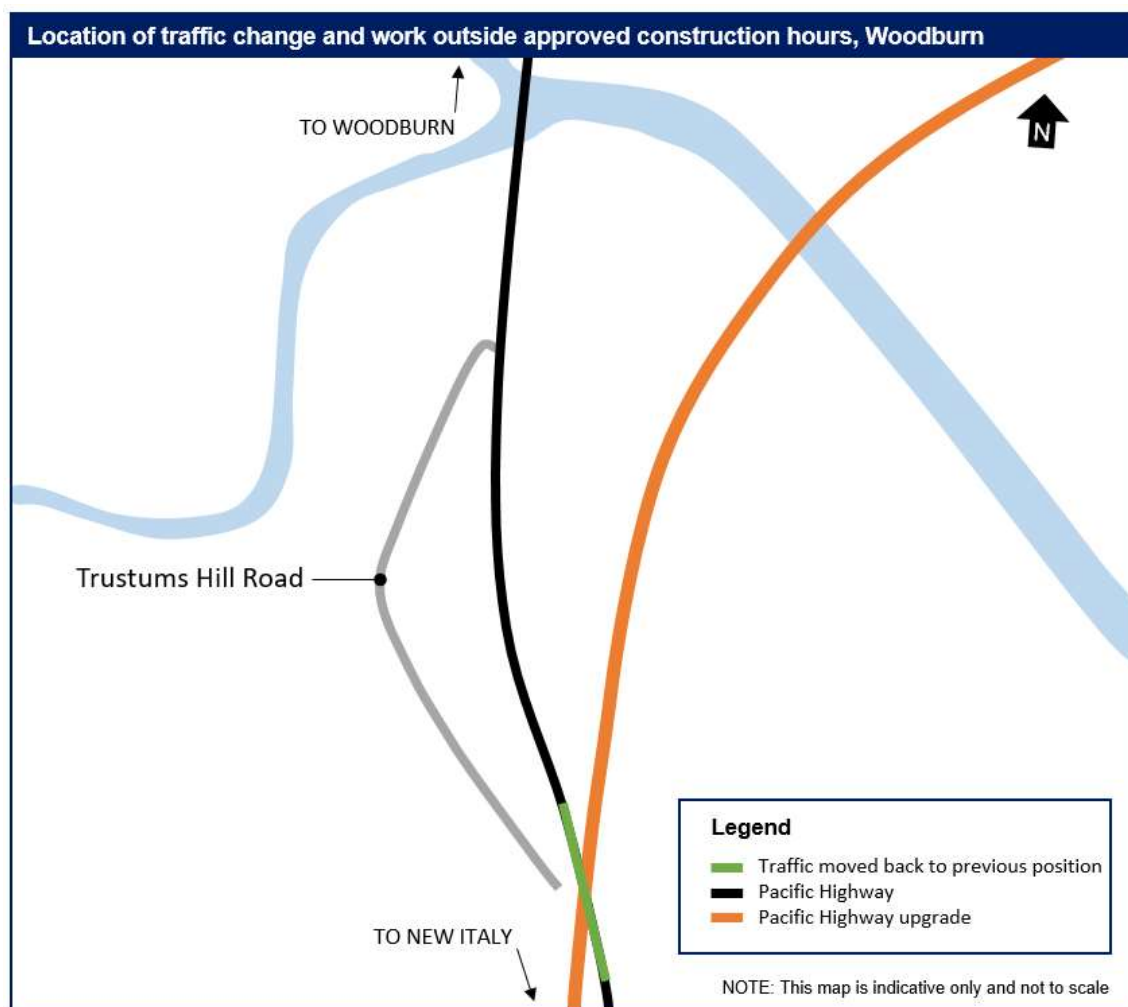 Location of traffic change and work outside approved construction hours, Woodburn
TO WOODBURN
N
Trustums Hill Road
Legend
Traffic moved back to previous position
Pacific Highway
Pacific Highway upgrade
TO NEW ITALY
NOTE: This map is indicative only and not to scale